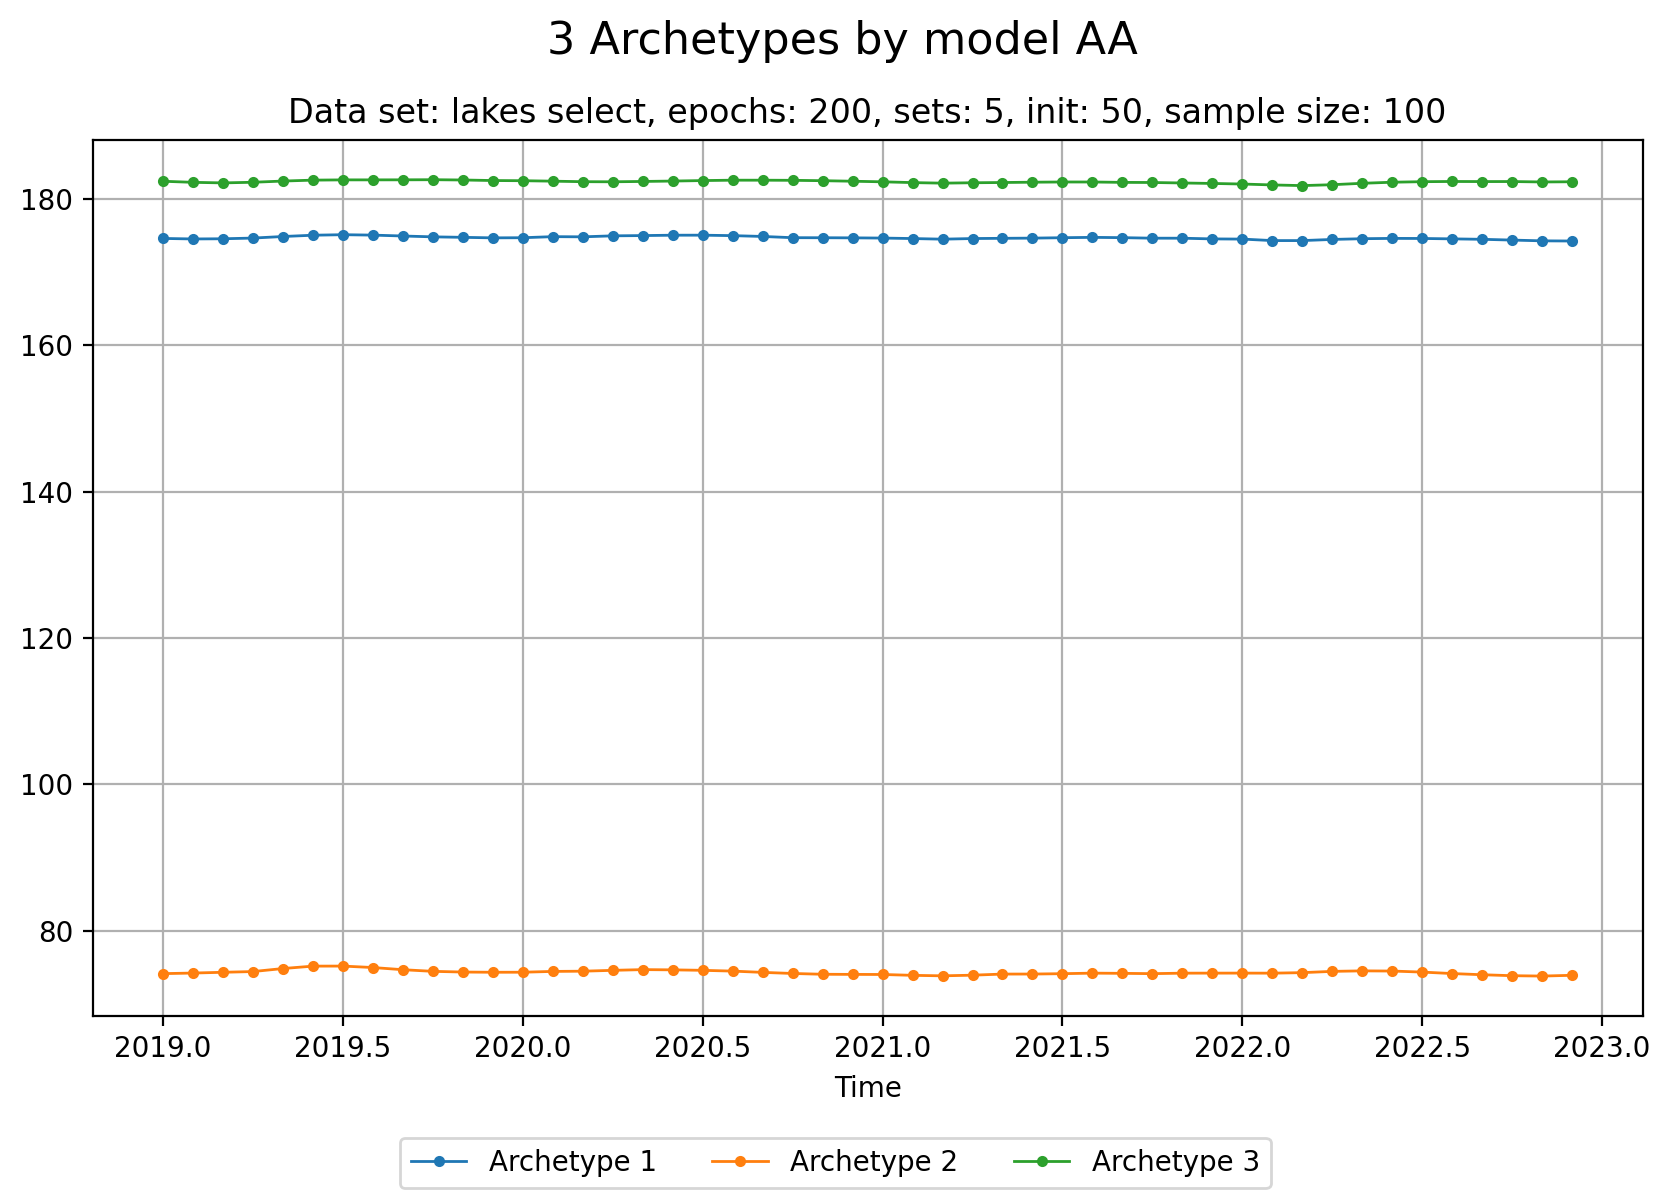 3 Archetypes by model AA
Data set: lakes select, epochs: 200, sets: 5, init: 50, sample size: 100
180
160
140
120
100
80
2019.0 2019.5 2020.0 2020.5 2021.0 2021.5 2022.0 2022.5 2023.0
Time
Archetype 1 Archetype 2 Archetype 3